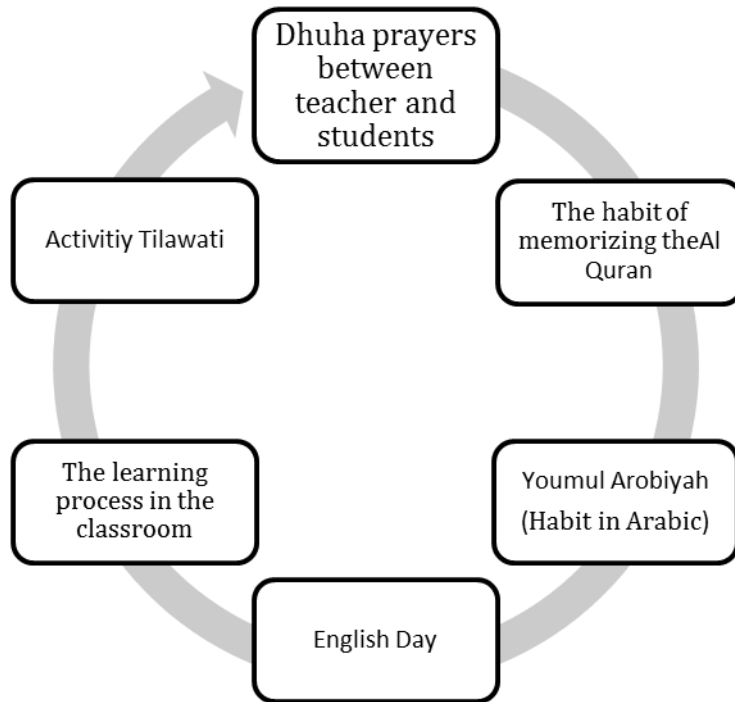 Dhuha prayers
between
teacher and
students
The habit of
memorizing theAl
Quran
Youmul Arobiyah
(Habit in Arabic)
English Day
The learning
process in the
classroom
Activitiy Tilawati